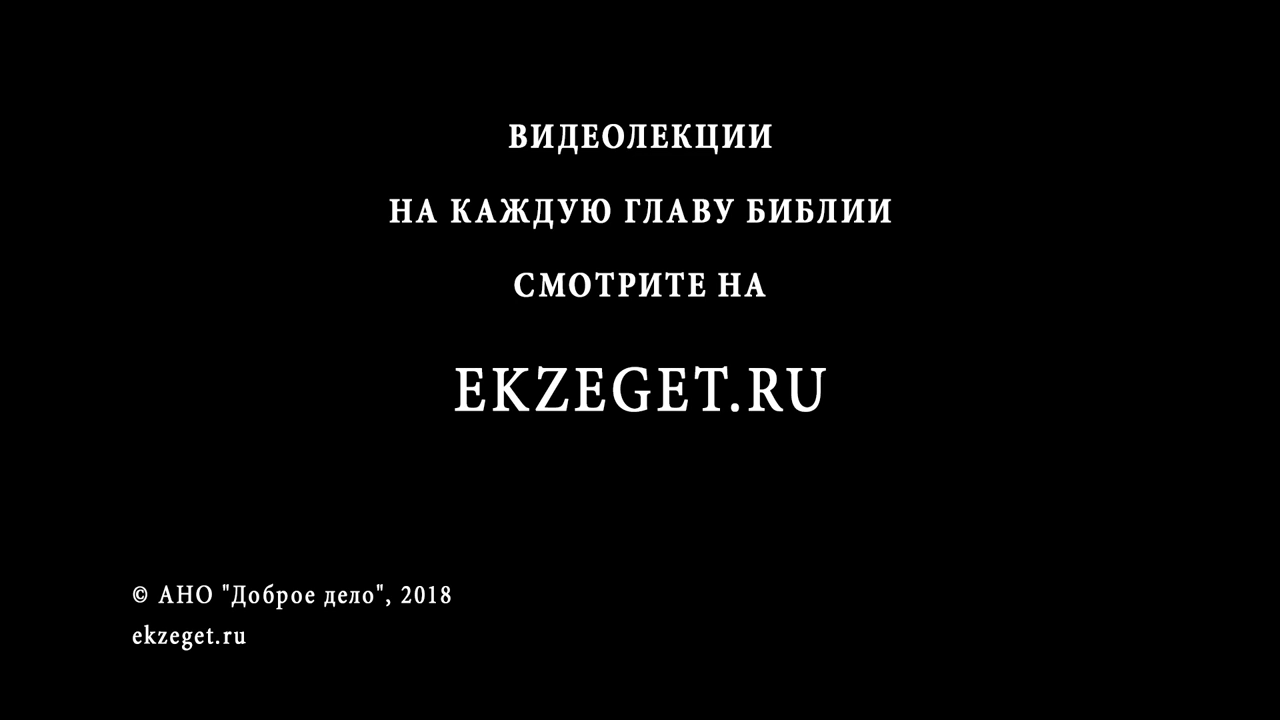 ВИДЕОЛЕКЦИИ
НА КАЖДУЮ ГЛАВУ БИБЛИИ
СМОТРИТЕ НА
EKZEGET.RU
© АНО "Доброе дело", 2018
ekzeget.ru